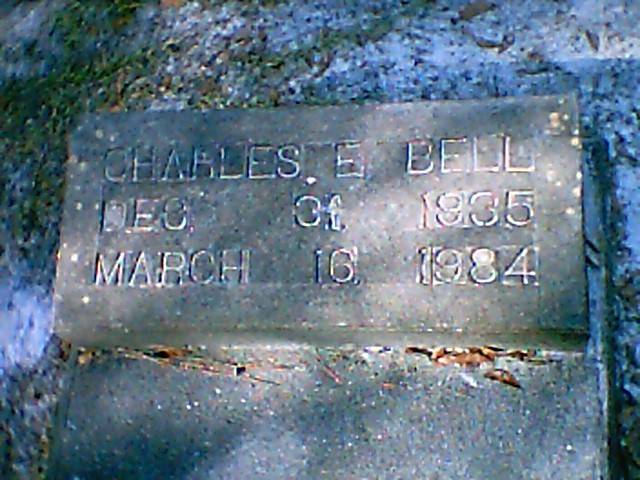 CHARLES E. BELL
DEC. 31, 1935
MARCH 16, 1984